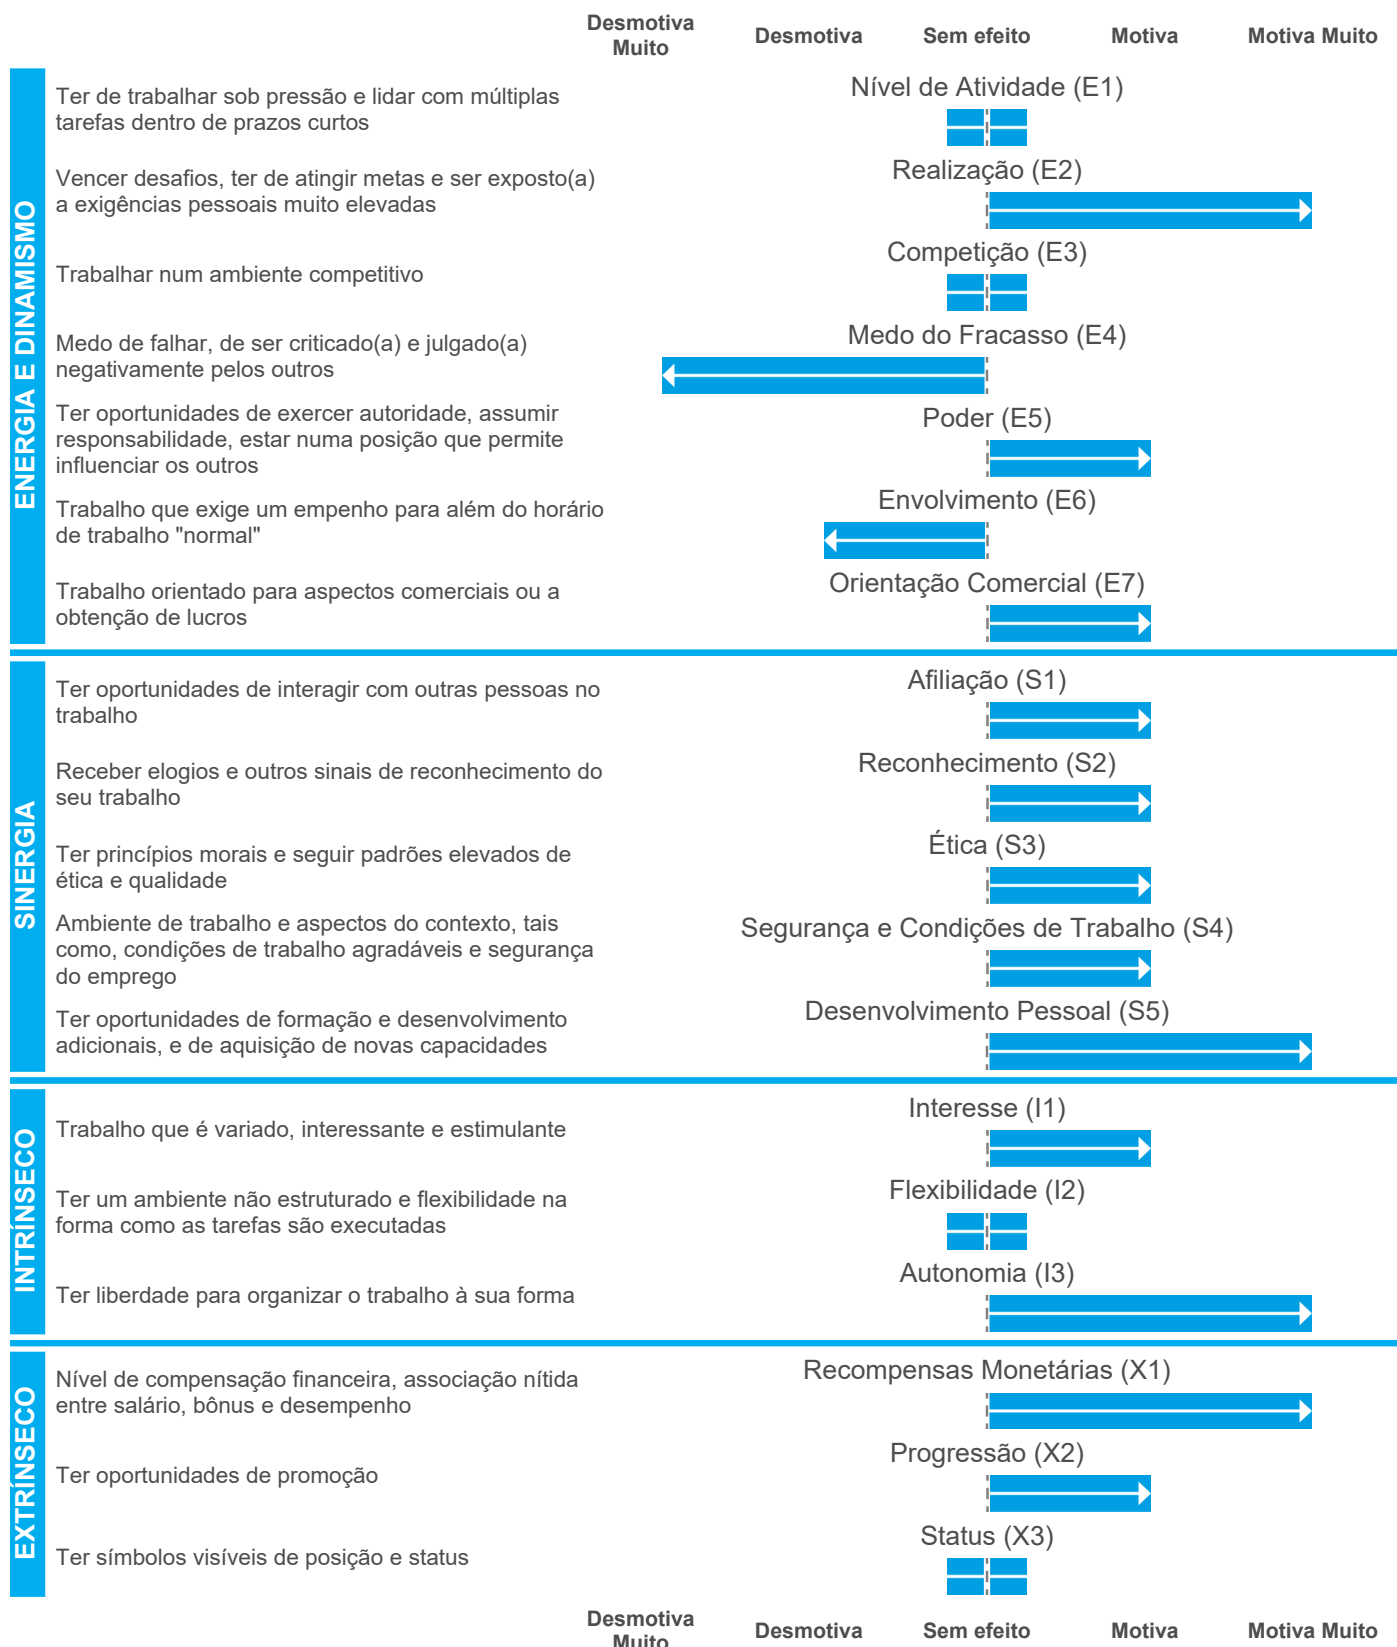 Desmotiva
Muito
Desmotiva
Sem efeito
Motiva
Motiva Muito
ENERGIA E DINAMISMO
Ter de trabalhar sob pressão e lidar com múltiplas
tarefas dentro de prazos curtos
Nível de Atividade (E1)
Vencer desafios, ter de atingir metas e ser exposto(a)
a exigências pessoais muito elevadas
Realização (E2)
Trabalhar num ambiente competitivo
Competição (E3)
Medo de falhar, de ser criticado(a) e julgado(a)
negativamente pelos outros
Medo do Fracasso (E4)
Ter oportunidades de exercer autoridade, assumir
responsabilidade, estar numa posição que permite
influenciar os outros
Poder (E5)
Trabalho que exige um empenho para além do horário
de trabalho "normal"
Envolvimento (E6)
Trabalho orientado para aspectos comerciais ou a
obtenção de lucros
Orientação Comercial (E7)
SINERGIA
Ter oportunidades de interagir com outras pessoas no
trabalho
Afiliação (S1)
Receber elogios e outros sinais de reconhecimento do
seu trabalho
Reconhecimento (S2)
Ter princípios morais e seguir padrões elevados de
ética e qualidade
Ética (S3)
Ambiente de trabalho e aspectos do contexto, tais
como, condições de trabalho agradáveis e segurança
do emprego
Segurança e Condições de Trabalho (S4)
Ter oportunidades de formação e desenvolvimento
adicionais, e de aquisição de novas capacidades
Desenvolvimento Pessoal (S5)
INTRÍNSECO
Trabalho que é variado, interessante e estimulante
Interesse (I1)
Ter um ambiente não estruturado e flexibilidade na
forma como as tarefas são executadas
Flexibilidade (I2)
Ter liberdade para organizar o trabalho à sua forma
Autonomia (I3)
EXTRÍNSECO
Nível de compensação financeira, associação nítida
entre salário, bônus e desempenho
Recompensas Monetárias (X1)
Ter oportunidades de promoção
Progressão (X2)
Ter símbolos visíveis de posição e status
Status (X3)
Desmotiva
Muito
Desmotiva
Sem efeito
Motiva
Motiva Muito